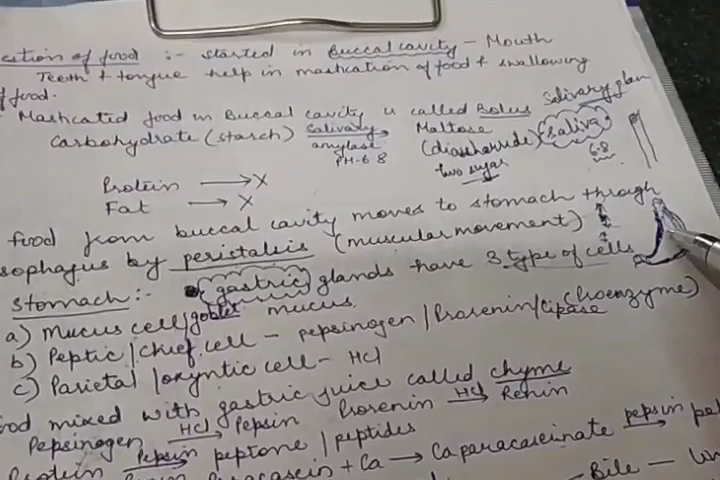 estion of food :- started in Buccal cavity - Mouth
Teeth + tongue help in mastication of food + swallowing
of food.
Masticated food in Buccal cavity is called Bolus Salivary glan
Carbohydrate (starch) Salivary amylase PH-6.8 → Maltose (disaccharide) two sugar (saliva) 6.8
Protein → X
Fat → X
food from buccal cavity moves to stomach through
sophagus by peristalsis (muscular movement)
stomach :- gastric glands have 3 type of cells
a) Mucus cell/goblet mucus
b) Peptic / chief cell - pepsinogen / Prorenin / Lipase (Proenzyme)
c) Parietal / oxyntic cell - HCl
ood mixed with gastric juice called chyme
Pepsinogen HCl → Pepsin Prorenin HCl → Renin
Protein Pepsin → peptone / peptides
+ Ca → Ca paracaseinate pepsin →
- Bile -